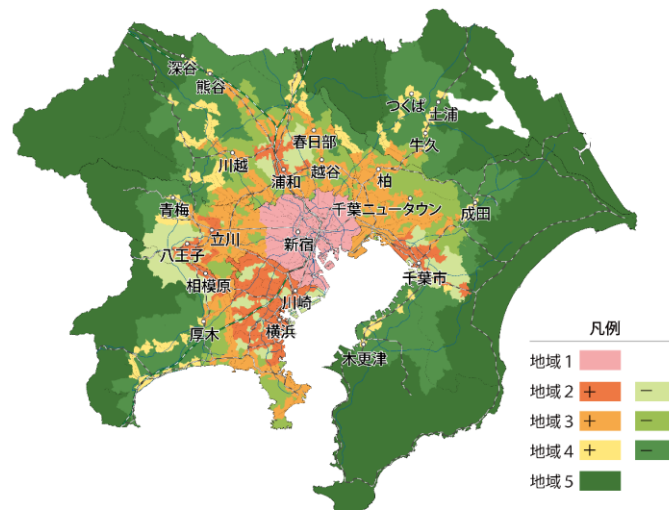 深谷
熊谷
つくば
土浦
春日部
牛久
川越
越谷
柏
浦和
青梅
千葉ニュータウン
成田
立川
新宿
八王子
千葉市
相模原
川崎
厚木
横浜
木更津
凡例
地域1
地域2 + −
地域3 + −
地域4 + −
地域5